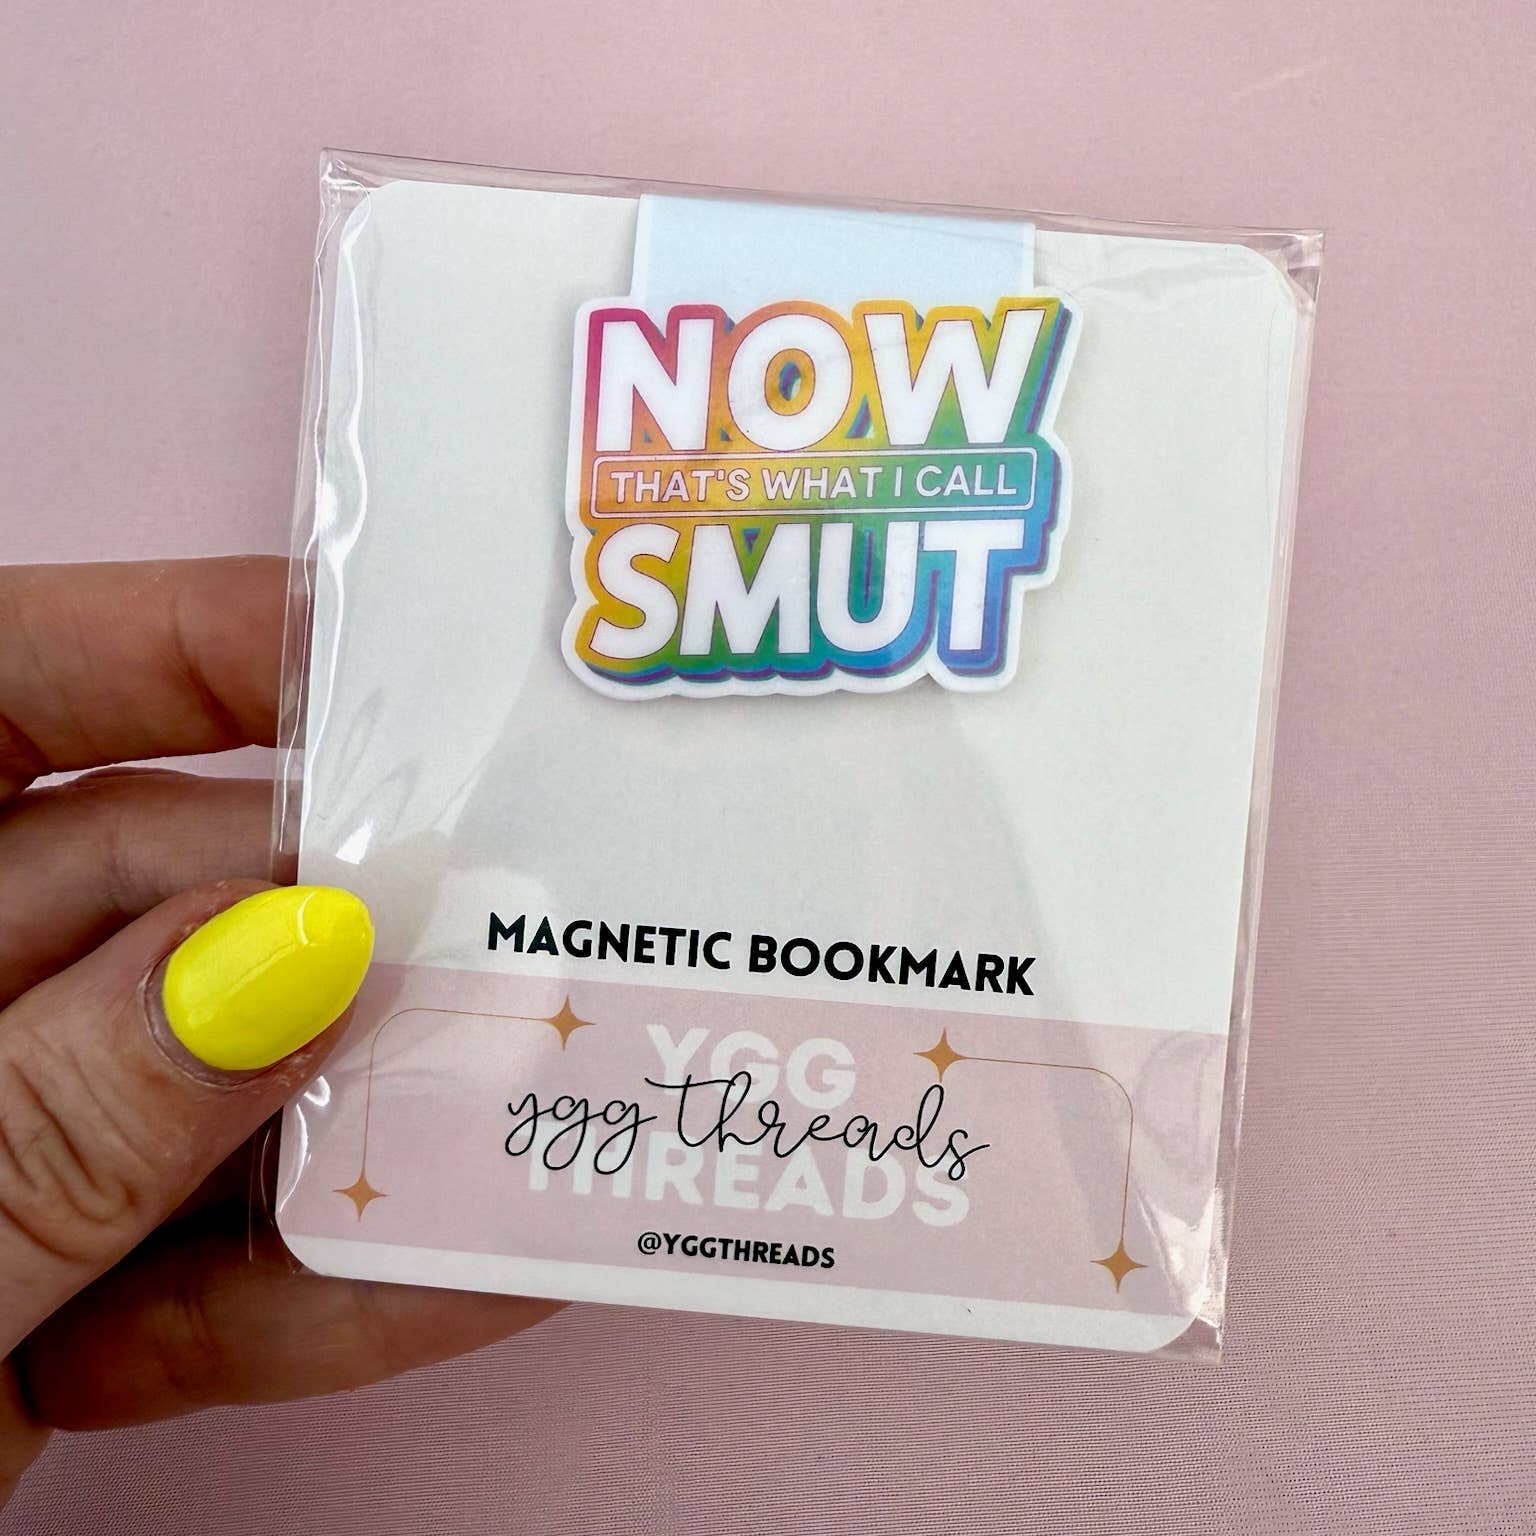 NOW
THAT'S WHAT I CALL
SMUT
MAGNETIC BOOKMARK
YGG
ygg threads
THREADS
@YGGTHREADS